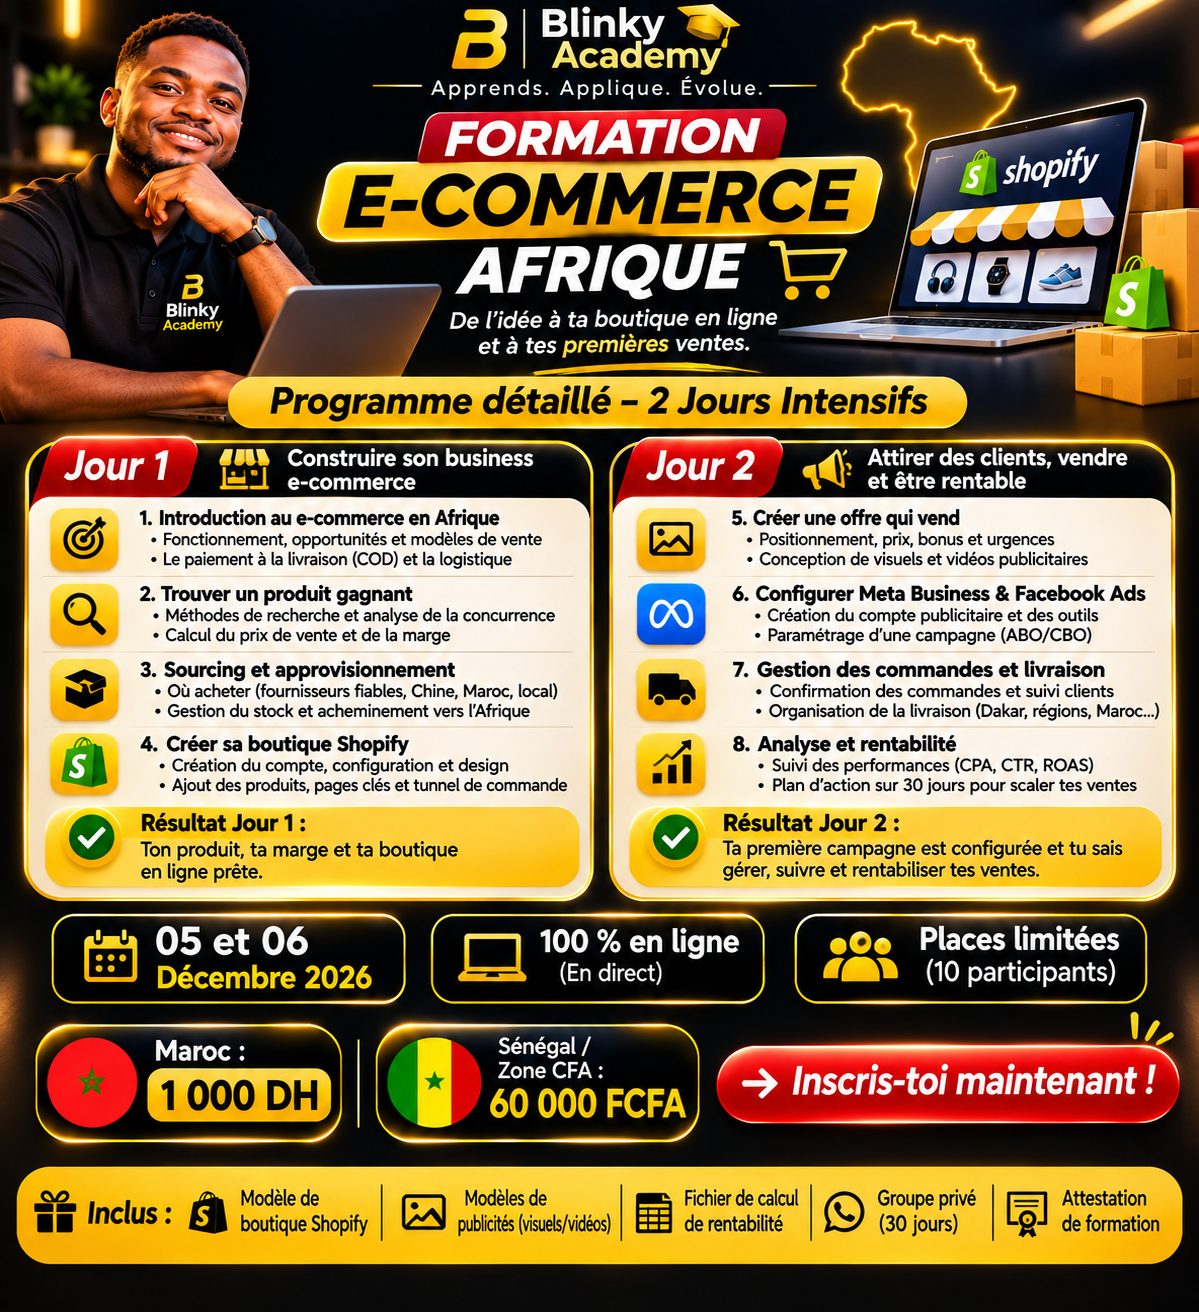 B | Blinky
Academy
Apprends. Applique. Évolue.
FORMATION
E-COMMERCE
AFRIQUE
De l'idée à ta boutique en ligne
et à tes premières ventes.
B
Blinky
Academy
S shopify
S
Programme détaillé – 2 Jours Intensifs
Jour 1
Construire son business
e-commerce
1. Introduction au e-commerce en Afrique
• Fonctionnement, opportunités et modèles de vente
• Le paiement à la livraison (COD) et la logistique
2. Trouver un produit gagnant
• Méthodes de recherche et analyse de la concurrence
• Calcul du prix de vente et de la marge
3. Sourcing et approvisionnement
• Où acheter (fournisseurs fiables, Chine, Maroc, local)
• Gestion du stock et acheminement vers l'Afrique
S
4. Créer sa boutique Shopify
• Création du compte, configuration et design
• Ajout des produits, pages clés et tunnel de commande
Résultat Jour 1 :
Ton produit, ta marge et ta boutique
en ligne prête.
Jour 2
Attirer des clients, vendre
et être rentable
5. Créer une offre qui vend
• Positionnement, prix, bonus et urgences
• Conception de visuels et vidéos publicitaires
6. Configurer Meta Business & Facebook Ads
• Création du compte publicitaire et des outils
• Paramétrage d'une campagne (ABO/CBO)
7. Gestion des commandes et livraison
• Confirmation des commandes et suivi clients
• Organisation de la livraison (Dakar, régions, Maroc...)
8. Analyse et rentabilité
• Suivi des performances (CPA, CTR, ROAS)
• Plan d'action sur 30 jours pour scaler tes ventes
Résultat Jour 2 :
Ta première campagne est configurée et tu sais
gérer, suivre et rentabiliser tes ventes.
05 et 06
Décembre 2026
100 % en ligne
(En direct)
Places limitées
(10 participants)
Maroc :
1 000 DH
Sénégal /
Zone CFA :
60 000 FCFA
→ Inscris-toi maintenant !
Inclus :
S
Modèle de
boutique Shopify
Modèles de
publicités (visuels/vidéos)
Fichier de calcul
de rentabilité
Groupe privé
(30 jours)
Attestation
de formation